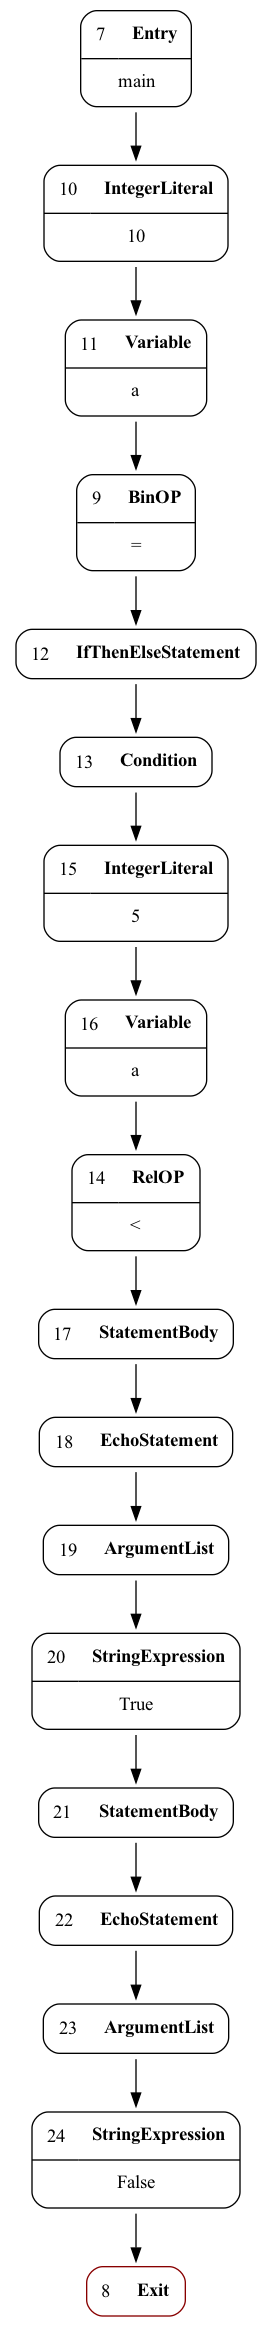 7 Entry
main
10 IntegerLiteral
10
11 Variable
a
9 BinOP
=
12 IfThenElseStatement
13 Condition
15 IntegerLiteral
5
16 Variable
a
14 RelOP
<
17 StatementBody
18 EchoStatement
19 ArgumentList
20 StringExpression
True
21 StatementBody
22 EchoStatement
23 ArgumentList
24 StringExpression
False
8 Exit